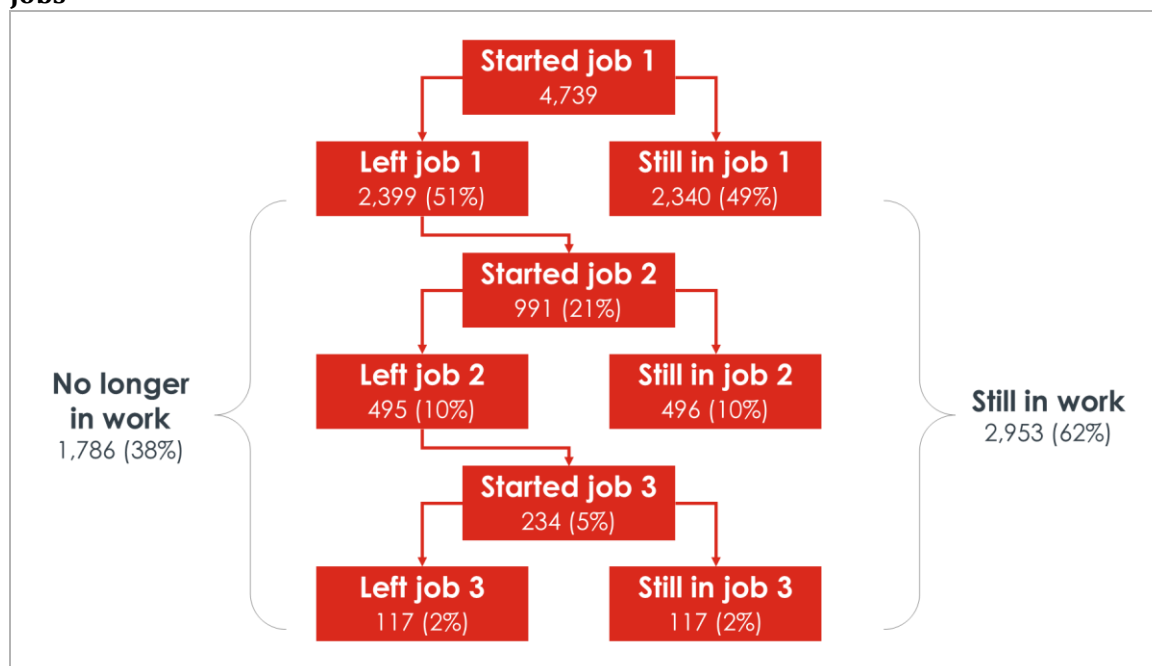 jobs
Started job 1
4,739
Left job 1
2,399 (51%)
Still in job 1
2,340 (49%)
Started job 2
991 (21%)
Left job 2
495 (10%)
Still in job 2
496 (10%)
No longer
in work
1,786 (38%)
Still in work
2,953 (62%)
Started job 3
234 (5%)
Left job 3
117 (2%)
Still in job 3
117 (2%)